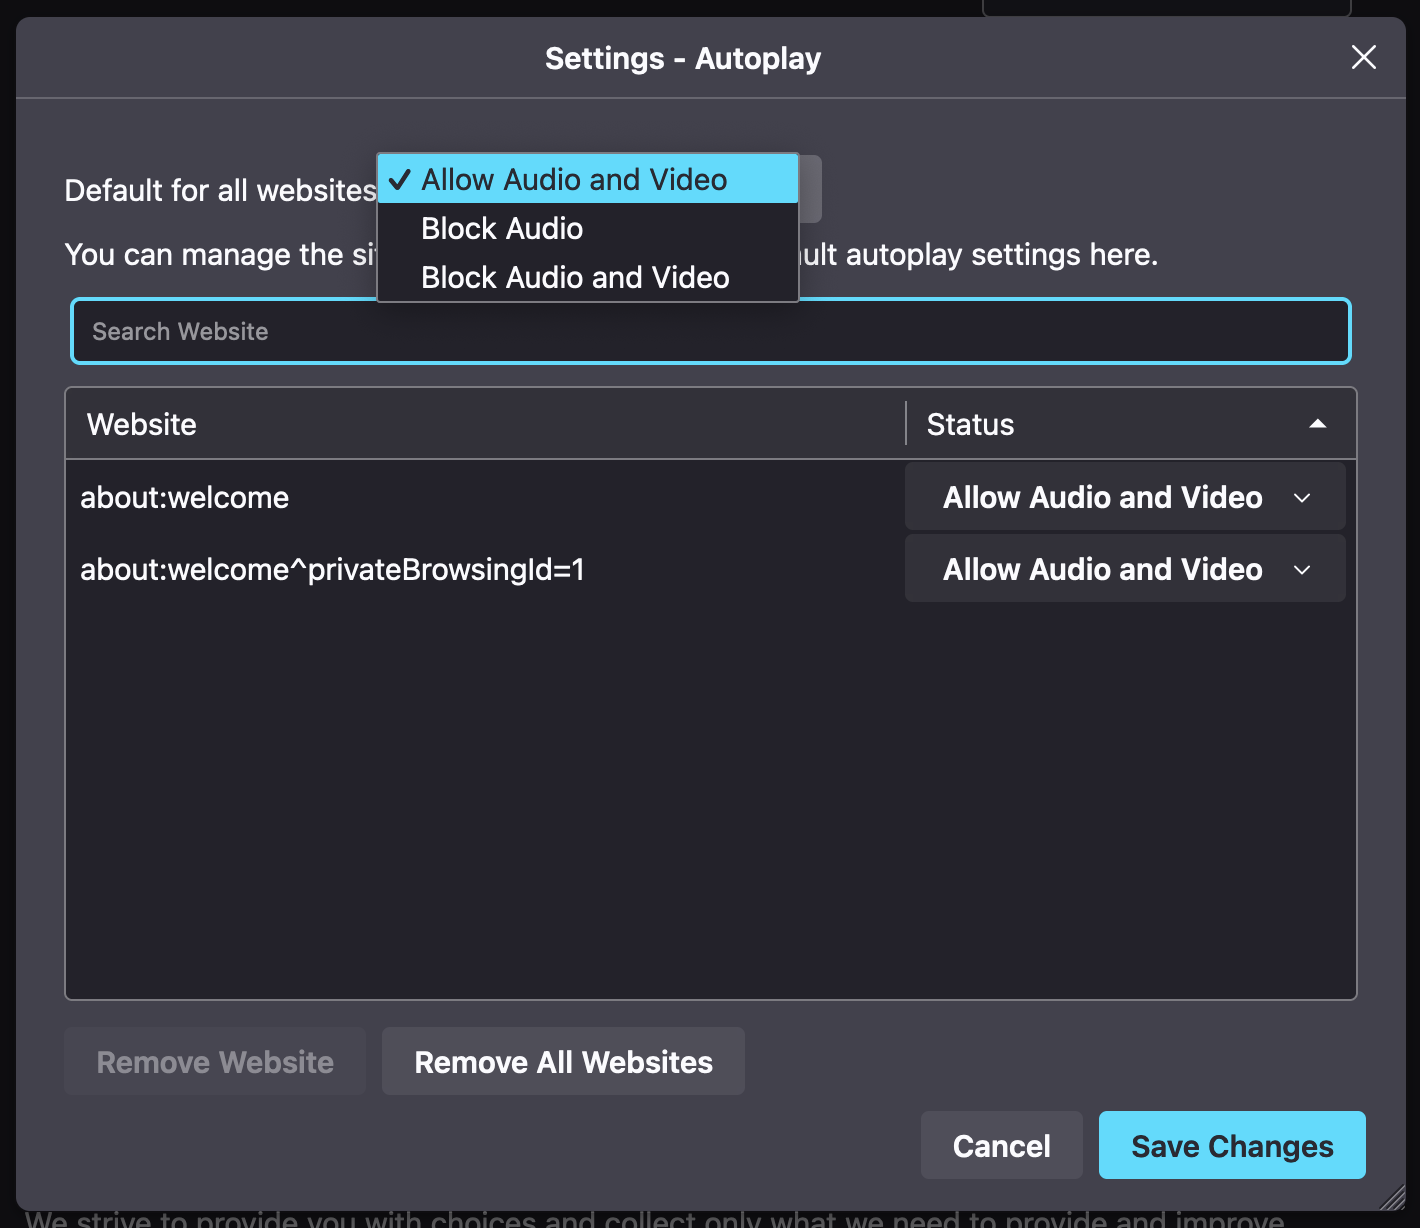 Settings - Autoplay
Default for all websites
Allow Audio and Video
Block Audio
Block Audio and Video
You can manage the ault autoplay settings here.
Search Website
Website Status
about:welcome Allow Audio and Video
about:welcome^privateBrowsingId=1 Allow Audio and Video
Remove Website Remove All Websites
Cancel Save Changes
We strive to provide you with choices and collect only what we need to provide and improve